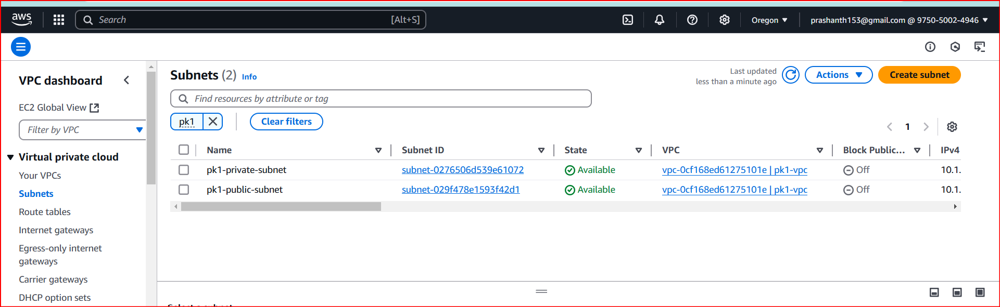 aws Search [Alt+S] Oregon prashanth153@gmail.com @ 9750-5002-4946
VPC dashboard
EC2 Global View
Filter by VPC
Virtual private cloud
Your VPCs
Subnets
Route tables
Internet gateways
Egress-only internet
gateways
Carrier gateways
DHCP option sets
Subnets (2) Info
Last updated
less than a minute ago
Actions
Create subnet
Find resources by attribute or tag
pk1
Clear filters
1
Name Subnet ID State VPC Block Public... IPv4
pk1-private-subnet subnet-0276506d539e61072 Available vpc-0cf168ed61275101e | pk1-vpc Off 10.1.
pk1-public-subnet subnet-029f478e1593f42d1 Available vpc-0cf168ed61275101e | pk1-vpc Off 10.1.
Select a subnet